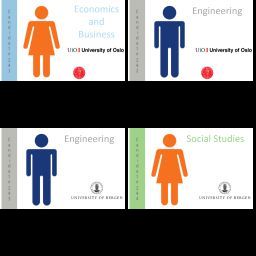 Economics
and
Business
UiO University of Oslo
Engineering
UiO University of Oslo
Engineering
UNIVERSITY OF BERGEN
Social Studies
UNIVERSITY OF BERGEN